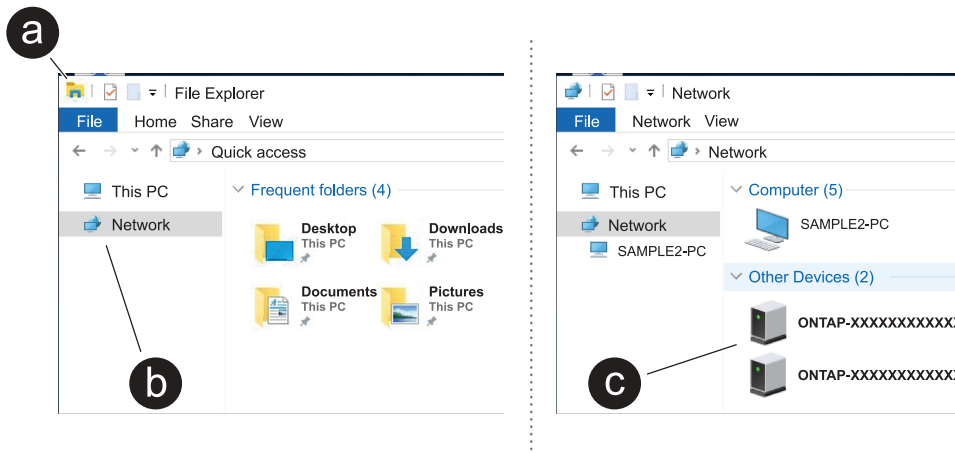 a
File Explorer
File Home Share View
Quick access
This PC
Network
Frequent folders (4)
Desktop
This PC
Downloads
This PC
Documents
This PC
Pictures
This PC
b
Network
File Network View
Network
This PC
Network
SAMPLE2-PC
Computer (5)
SAMPLE2-PC
Other Devices (2)
ONTAP-XXXXXXXXXXX
ONTAP-XXXXXXXXXXX
c